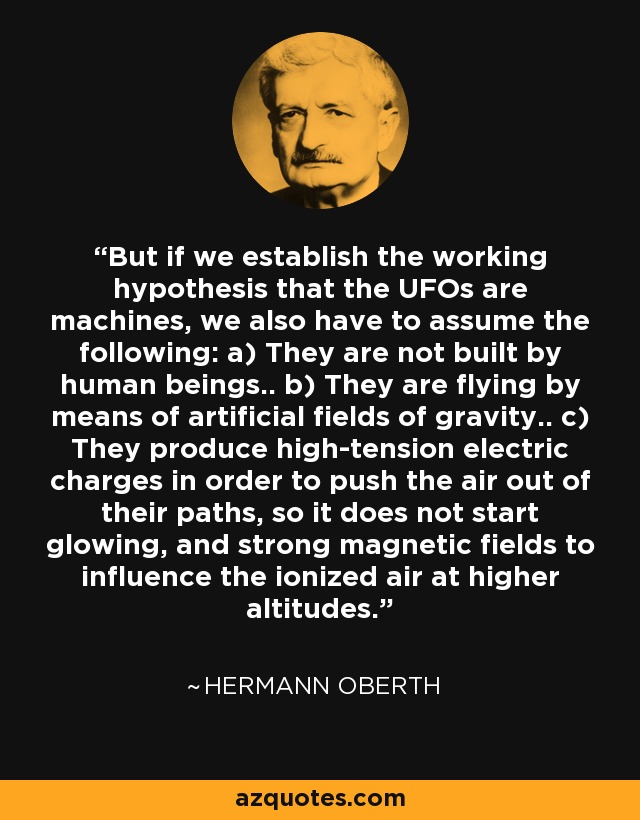 “But if we establish the working
hypothesis that the UFOs are
machines, we also have to assume the
following: a) They are not built by
human beings.. b) They are flying by
means of artificial fields of gravity.. c)
They produce high-tension electric
charges in order to push the air out of
their paths, so it does not start
glowing, and strong magnetic fields to
influence the ionized air at higher
altitudes.”
~ HERMANN OBERTH
azquotes.com